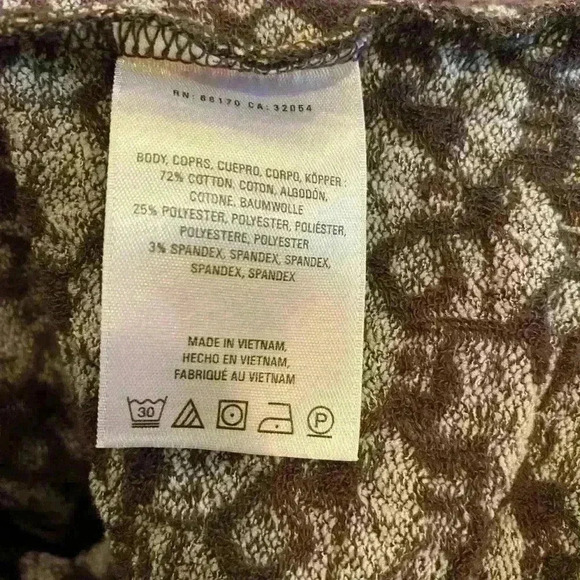 RN: 66170 CA: 32054
BODY, COPRS, CUEPRO, CORPO, KÖPPER :
72% COTTON, COTON, ALGODÓN,
COTONE, BAUMWOLLE
25% POLYESTER, POLYESTER, POLIÉSTER,
POLYESTERE, POLYESTER
3% SPANDEX, SPANDEX, SPANDEX,
SPANDEX, SPANDEX
MADE IN VIETNAM,
HECHO EN VIETNAM,
FABRIQUÉ AU VIETNAM
30 P